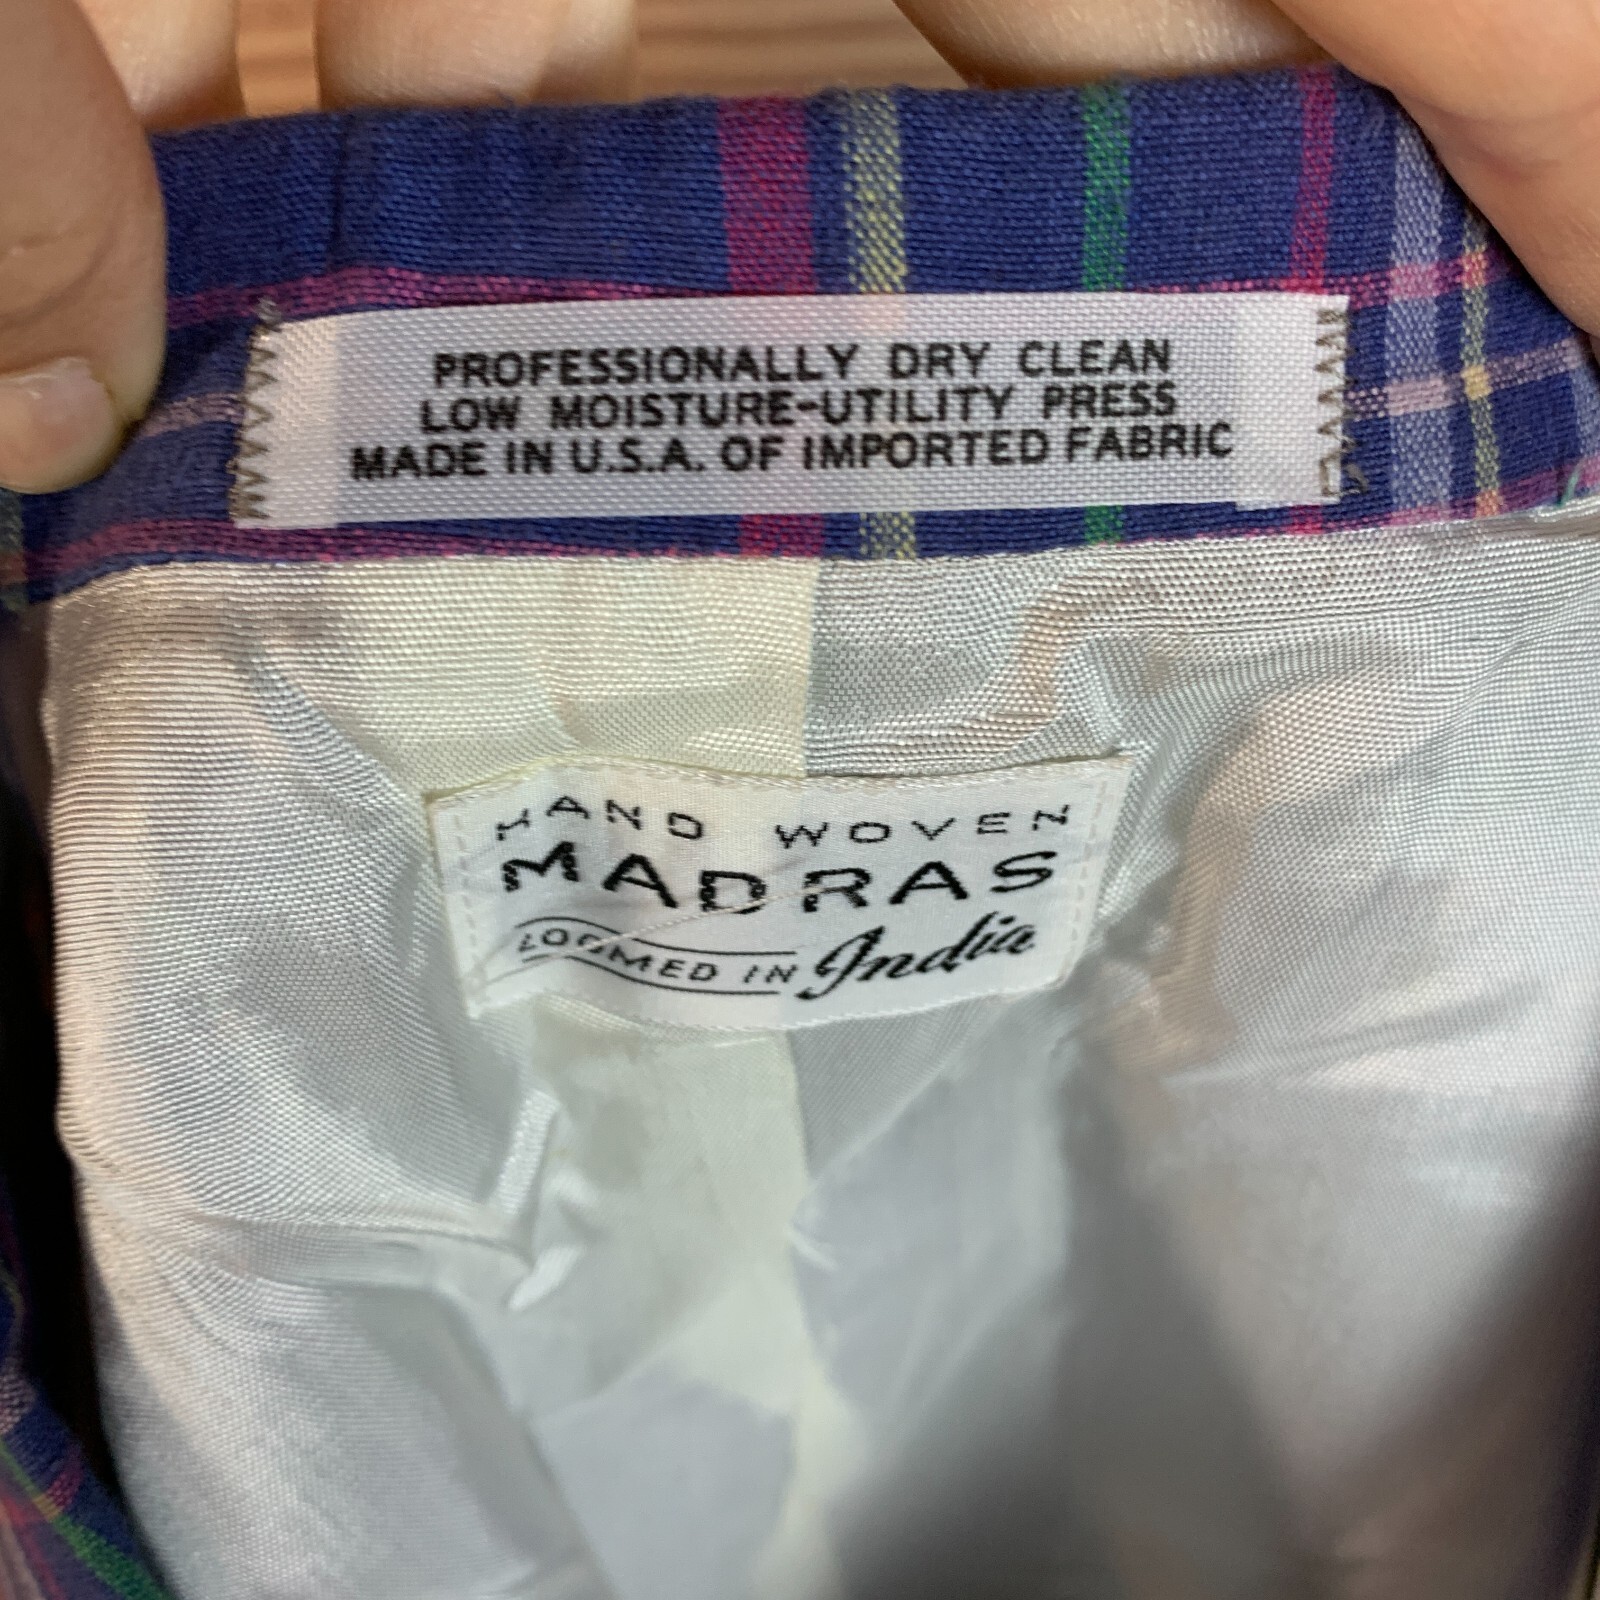 PROFESSIONALLY DRY CLEAN
LOW MOISTURE-UTILITY PRESS
MADE IN U.S.A. OF IMPORTED FABRIC
HAND WOVEN
MADRAS
LOOMED IN India